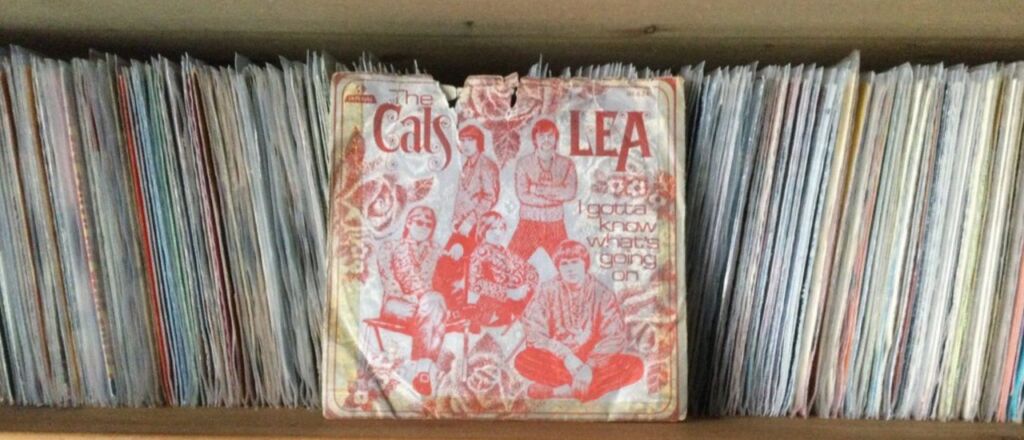 The
Cats
LEA
I gotta
know
what's
going
on